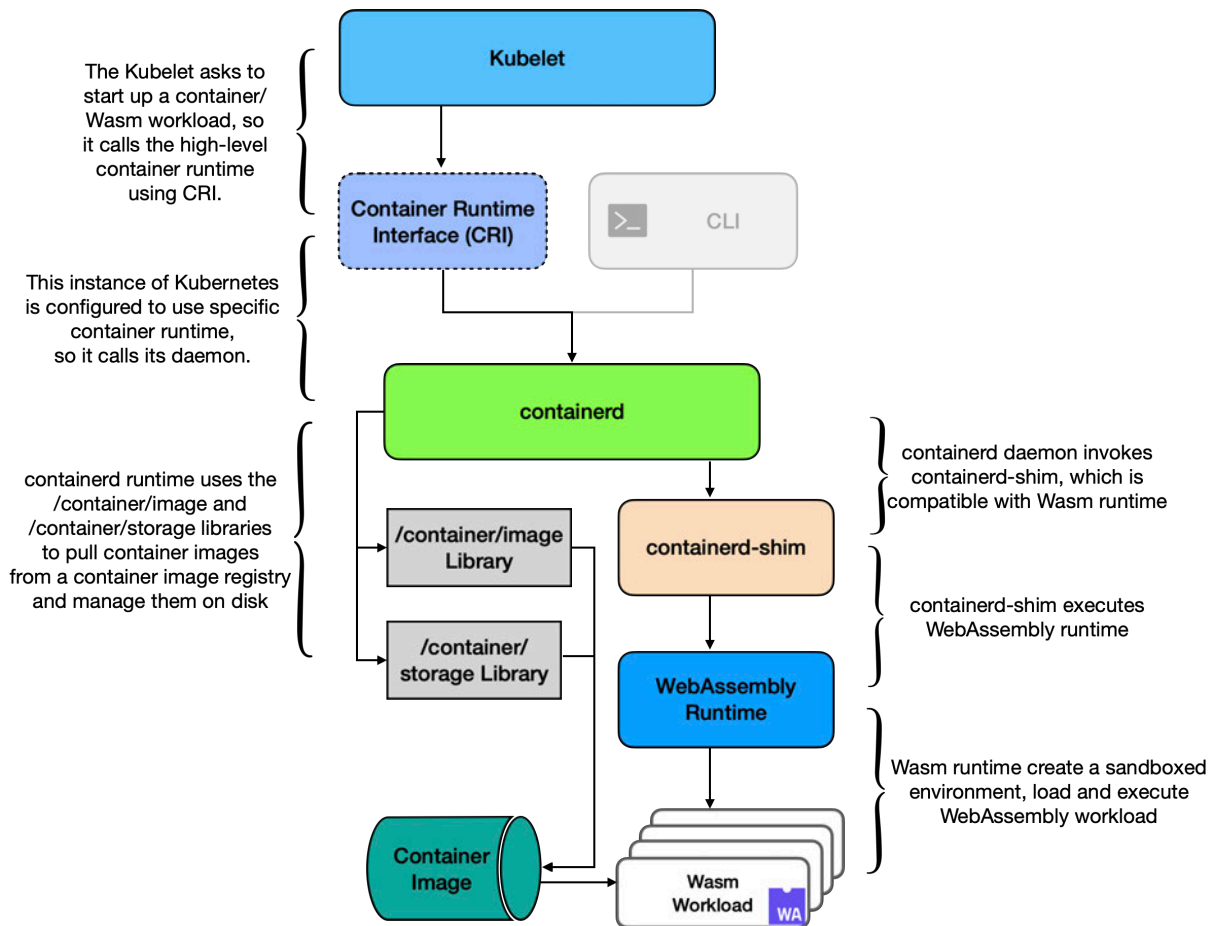 Kubelet
The Kubelet asks to
start up a container/
Wasm workload, so
it calls the high-level
container runtime
using CRI.
Container Runtime
Interface (CRI)
>_
CLI
This instance of Kubernetes
is configured to use specific
container runtime,
so it calls its daemon.
containerd
containerd runtime uses the
/container/image and
/container/storage libraries
to pull container images
from a container image registry
and manage them on disk
containerd daemon invokes
containerd-shim, which is
compatible with Wasm runtime
/container/image
Library
containerd-shim
containerd-shim executes
WebAssembly runtime
/container/
storage Library
WebAssembly
Runtime
Wasm runtime create a sandboxed
environment, load and execute
WebAssembly workload
Container
Image
Wasm
Workload
WA